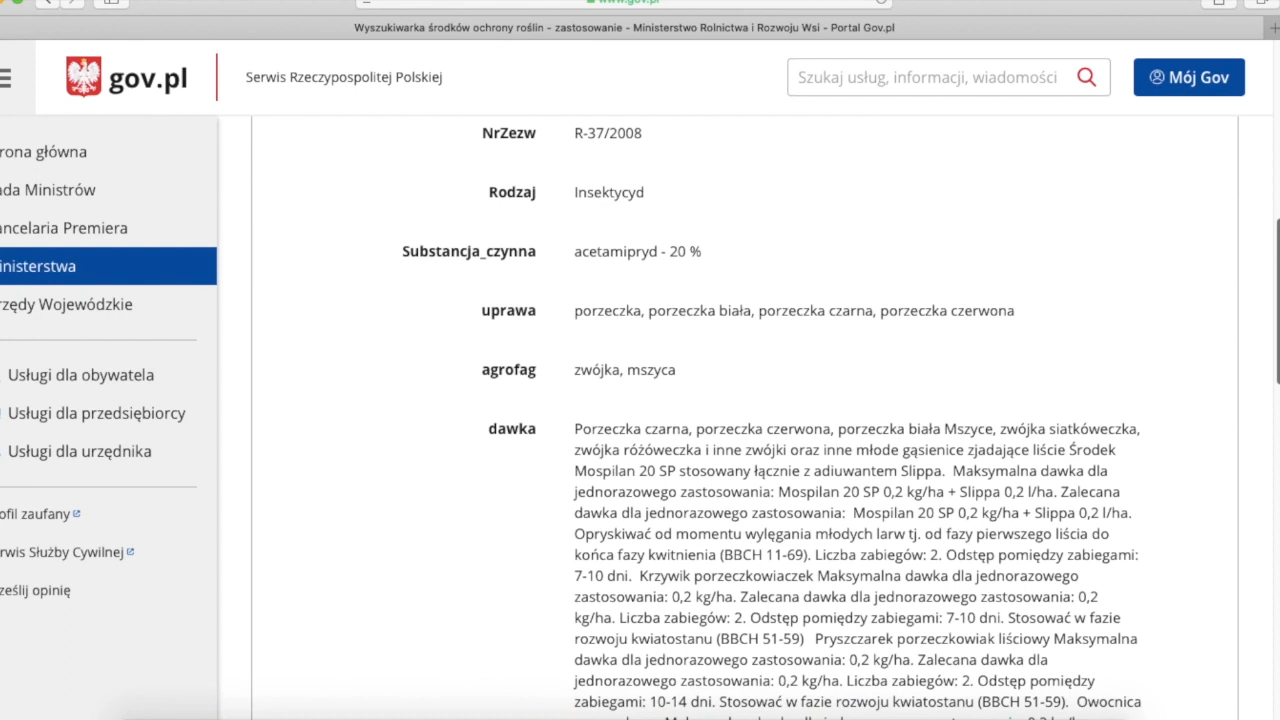 www.gov.pl
Wyszukiwarka środków ochrony roślin - zastosowanie - Ministerstwo Rolnictwa i Rozwoju Wsi - Portal Gov.pl
gov.pl
Serwis Rzeczypospolitej Polskiej
Szukaj usług, informacji, wiadomości
Mój Gov
rona główna
ada Ministrów
ancelaria Premiera
inisterstwa
rzędy Wojewódzkie
Usługi dla obywatela
Usługi dla przedsiębiorcy
Usługi dla urzędnika
ofil zaufany
rwis Służby Cywilnej
ześlij opinię
NrZezw R-37/2008
Rodzaj Insektycyd
Substancja_czynna acetamipryd - 20 %
uprawa porzeczka, porzeczka biała, porzeczka czarna, porzeczka czerwona
agrofag zwójka, mszyca
dawka Porzeczka czarna, porzeczka czerwona, porzeczka biała Mszyce, zwójka siatkóweczka,
zwójka różóweczka i inne zwójki oraz inne młode gąsienice zjadające liście Środek
Mospilan 20 SP stosowany łącznie z adiuwantem Slippa. Maksymalna dawka dla
jednorazowego zastosowania: Mospilan 20 SP 0,2 kg/ha + Slippa 0,2 l/ha. Zalecana
dawka dla jednorazowego zastosowania: Mospilan 20 SP 0,2 kg/ha + Slippa 0,2 l/ha.
Opryskiwać od momentu wylęgania młodych larw tj. od fazy pierwszego liścia do
końca fazy kwitnienia (BBCH 11-69). Liczba zabiegów: 2. Odstęp pomiędzy zabiegami:
7-10 dni. Krzywik porzeczkowiaczek Maksymalna dawka dla jednorazowego
zastosowania: 0,2 kg/ha. Zalecana dawka dla jednorazowego zastosowania: 0,2
kg/ha. Liczba zabiegów: 2. Odstęp pomiędzy zabiegami: 7-10 dni. Stosować w fazie
rozwoju kwiatostanu (BBCH 51-59) Pryszczarek porzeczkowiak liściowy Maksymalna
dawka dla jednorazowego zastosowania: 0,2 kg/ha. Zalecana dawka dla
jednorazowego zastosowania: 0,2 kg/ha. Liczba zabiegów: 2. Odstęp pomiędzy
zabiegami: 10-14 dni. Stosować w fazie rozwoju kwiatostanu (BBCH 51-59). Owocnica